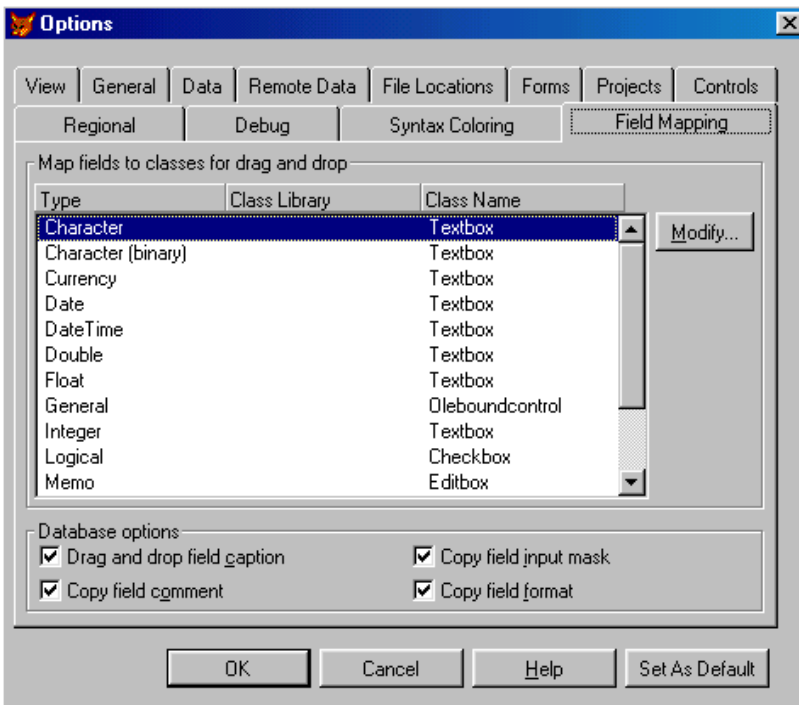 Options
View General Data Remote Data File Locations Forms Projects Controls
Regional Debug Syntax Coloring Field Mapping
Map fields to classes for drag and drop
Type Class Library Class Name
Character Textbox
Modify...
Character (binary) Textbox
Currency Textbox
Date Textbox
DateTime Textbox
Double Textbox
Float Textbox
General Oleboundcontrol
Integer Textbox
Logical Checkbox
Memo Editbox
Database options
Drag and drop field caption Copy field input mask
Copy field comment Copy field format
OK Cancel Help Set As Default